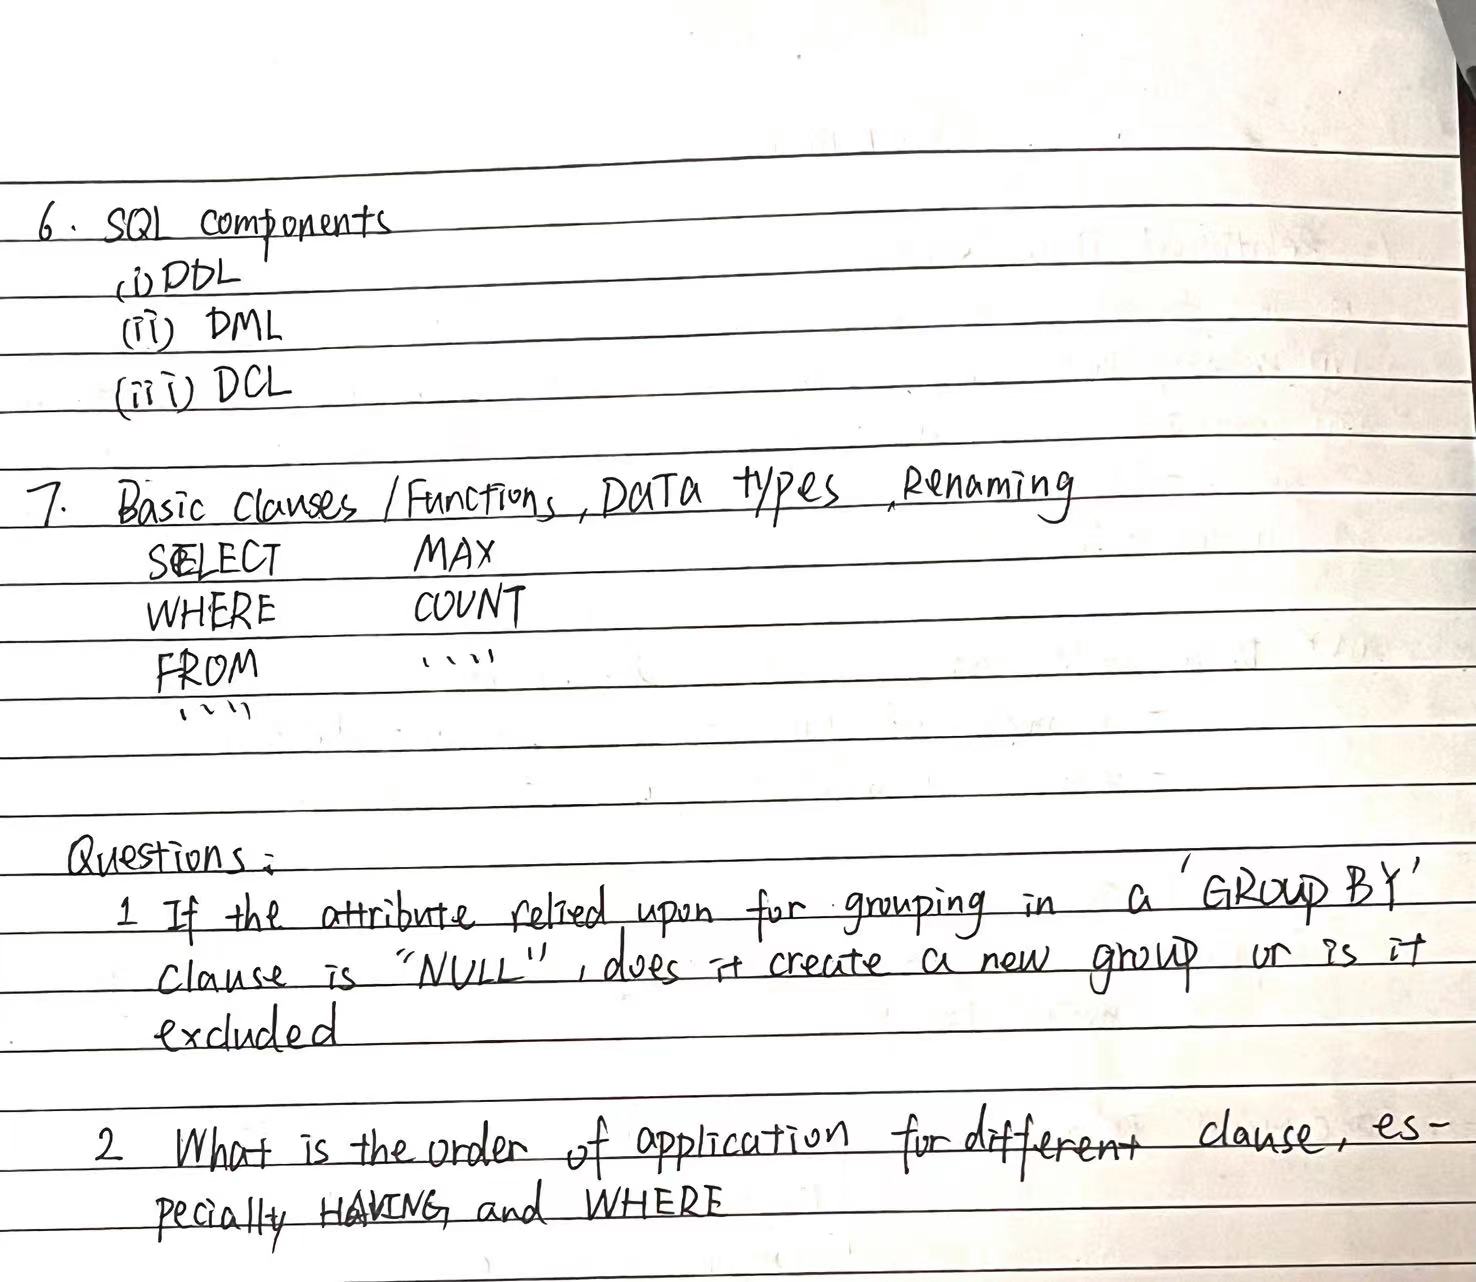 6. SQL components
(i) DDL
(ii) DML
(iii) DCL
7. Basic Clauses / Functions, DATA types, Renaming
SELECT MAX
WHERE COUNT
FROM ....
....
Questions:
1 If the attribute relied upon for grouping in a 'GROUP BY'
clause is "NULL", does it create a new group or is it
excluded
2 What is the order of application for different clause, es-
pecially HAVING and WHERE